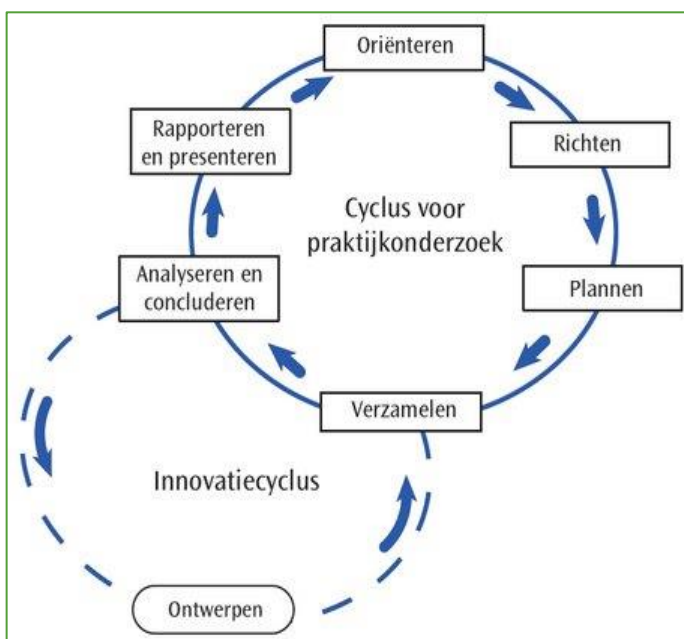 Oriënteren
Rapporteren
en presenteren
Richten
Cyclus voor
praktijkonderzoek
Analyseren en
concluderen
Plannen
Verzamelen
Innovatiecyclus
Ontwerpen